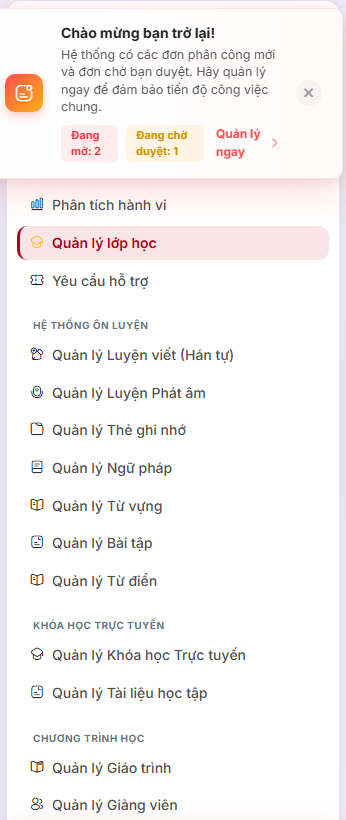 Chào mừng bạn trở lại!
Hệ thống có các đơn phân công mới
và đơn chờ bạn duyệt. Hãy quản lý
ngay để đảm bảo tiến độ công việc
chung.
Đang
mở: 2
Đang chờ
duyệt: 1
Quản lý
ngay
Phân tích hành vi
Quản lý lớp học
Yêu cầu hỗ trợ
HỆ THỐNG ÔN LUYỆN
Quản lý Luyện viết (Hán tự)
Quản lý Luyện Phát âm
Quản lý Thẻ ghi nhớ
Quản lý Ngữ pháp
Quản lý Từ vựng
Quản lý Bài tập
Quản lý Từ điển
KHÓA HỌC TRỰC TUYẾN
Quản lý Khóa học Trực tuyến
Quản lý Tài liệu học tập
CHƯƠNG TRÌNH HỌC
Quản lý Giáo trình
Quản lý Giảng viên